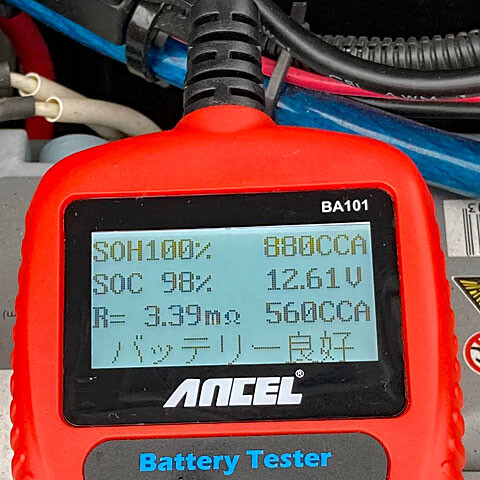 BA101
SOH100% 880CCA
SOC 98% 12.61V
R= 3.39mΩ 560CCA
バッテリー良好
ANCEL®
Battery Tester